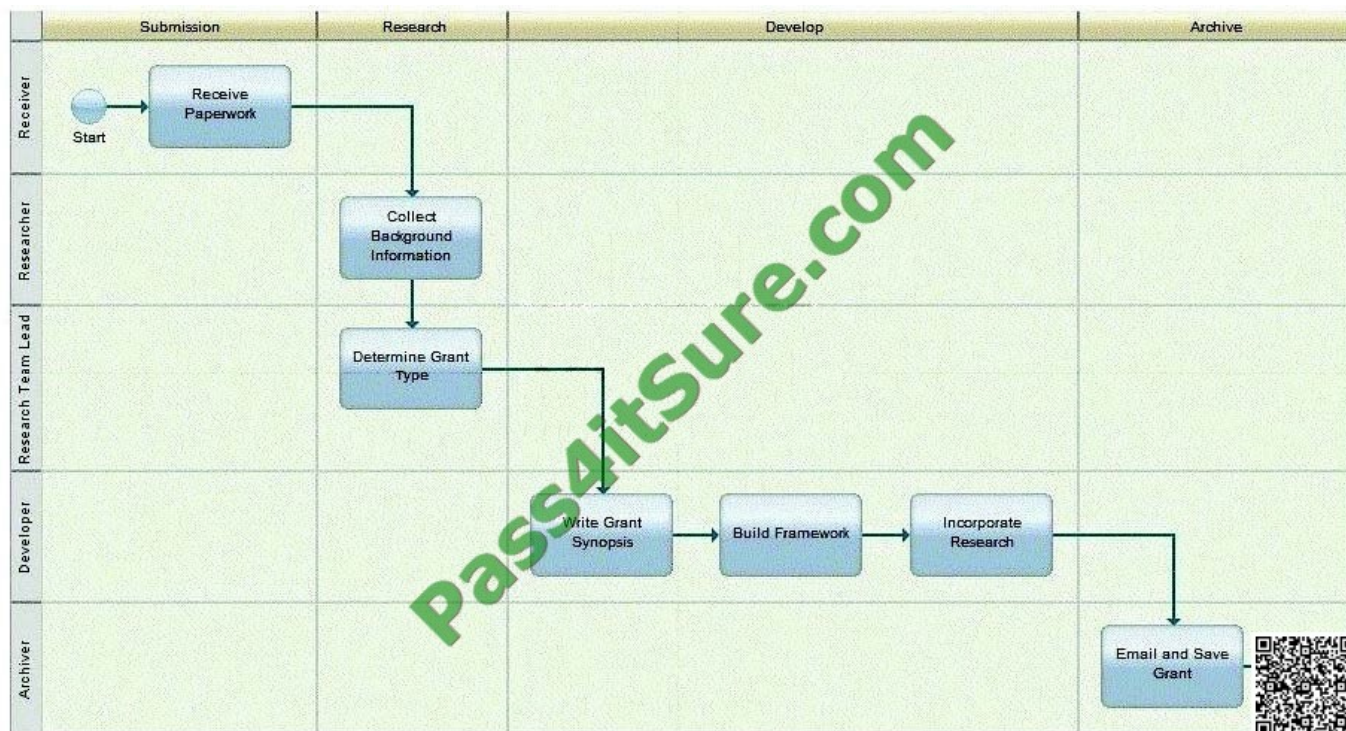 Submission
Research
Develop
Archive
Receiver
Start
Receive
Paperwork
Researcher
Collect
Background
Information
Research Team Lead
Determine Grant
Type
Developer
Write Grant
Synopsis
Build Framework
Incorporate
Research
Archiver
Email and Save
Grant
Pass4itSure.com